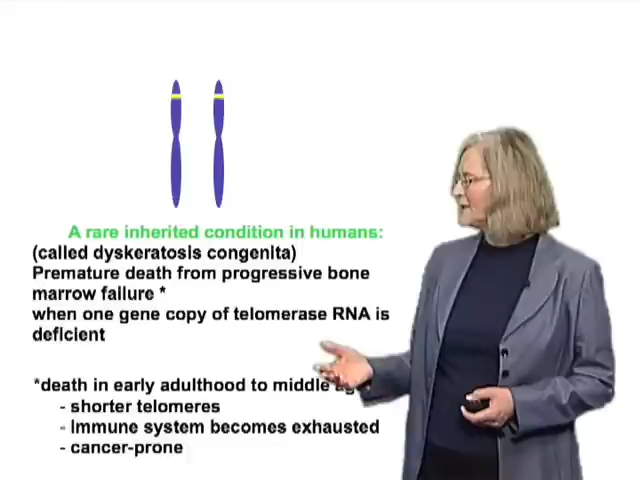 A rare inherited condition in humans:
(called dyskeratosis congenita)
Premature death from progressive bone
marrow failure *
when one gene copy of telomerase RNA is
deficient
*death in early adulthood to middle
- shorter telomeres
- Immune system becomes exhausted
- cancer-prone